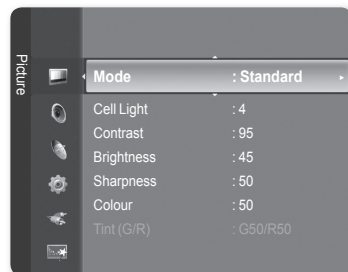 Picture
Mode : Standard
Cell Light : 4
Contrast : 95
Brightness : 45
Sharpness : 50
Colour : 50
Tint (G/R) : G50/R50